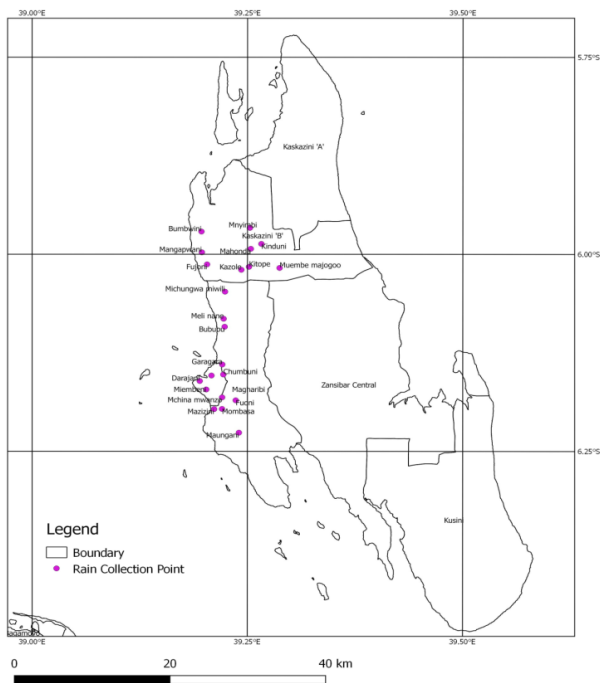 39.00°E 39.25°E 39.50°E
5.75°S
Kaskazini 'A'
Mnyimbi
Bumbwini
Kaskazini 'B'
Kinduni
Mangapwani
Mahonda
6.00°S
Fujoni
Kazole
Kitope
Muembe majogoo
Michungwa miwili
Meli nane
Bububu
Garagara
Chumbuni
Darajani
Zansibar Central
Miembeni
Magharibi
Mchina mwanzo
Fuoni
Mazizini
Mombasa
Maungani
6.25°S
Kusini
Legend
Boundary
Rain Collection Point
39.00°E 39.25°E 39.50°E
0 20 40 km